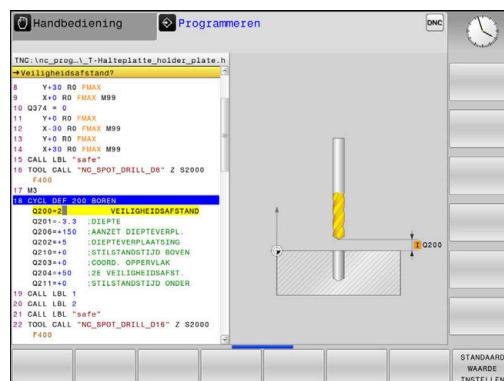 Handbediening
Programmeren
DNC
TNC:\nc_prog…\_T-Halteplatte_holder_plate.h
→Veiligheidsafstand?
8 Y+30 R0 FMAX
9 X+0 R0 FMAX M99
10 Q374 = 0
11 Y+0 R0 FMAX
12 X-30 R0 FMAX M99
13 Y+0 R0 FMAX
14 X+30 R0 FMAX M99
15 CALL LBL "safe"
16 TOOL CALL "NC_SPOT_DRILL_D8" Z S2000
F400
17 M3
18 CYCL DEF 200 BOREN
Q200=2 VEILIGHEIDSAFSTAND
Q201=-3.3 ;DIEPTE
Q206=+150 ;AANZET DIEPTEVERPL.
Q202=+5 ;DIEPTEVERPLAATSING
Q210=+0 ;STILSTANDSTIJD BOVEN
Q203=+0 ;COORD. OPPERVLAK
Q204=+50 ;2E VEILIGHEIDSAFST.
Q211=+0 ;STILSTANDSTIJD ONDER
19 CALL LBL 1
20 CALL LBL 2
21 CALL LBL "safe"
22 TOOL CALL "NC_SPOT_DRILL_D16" Z S2000
F400
Q200
STANDAARD
WAARDE
INSTELLEN